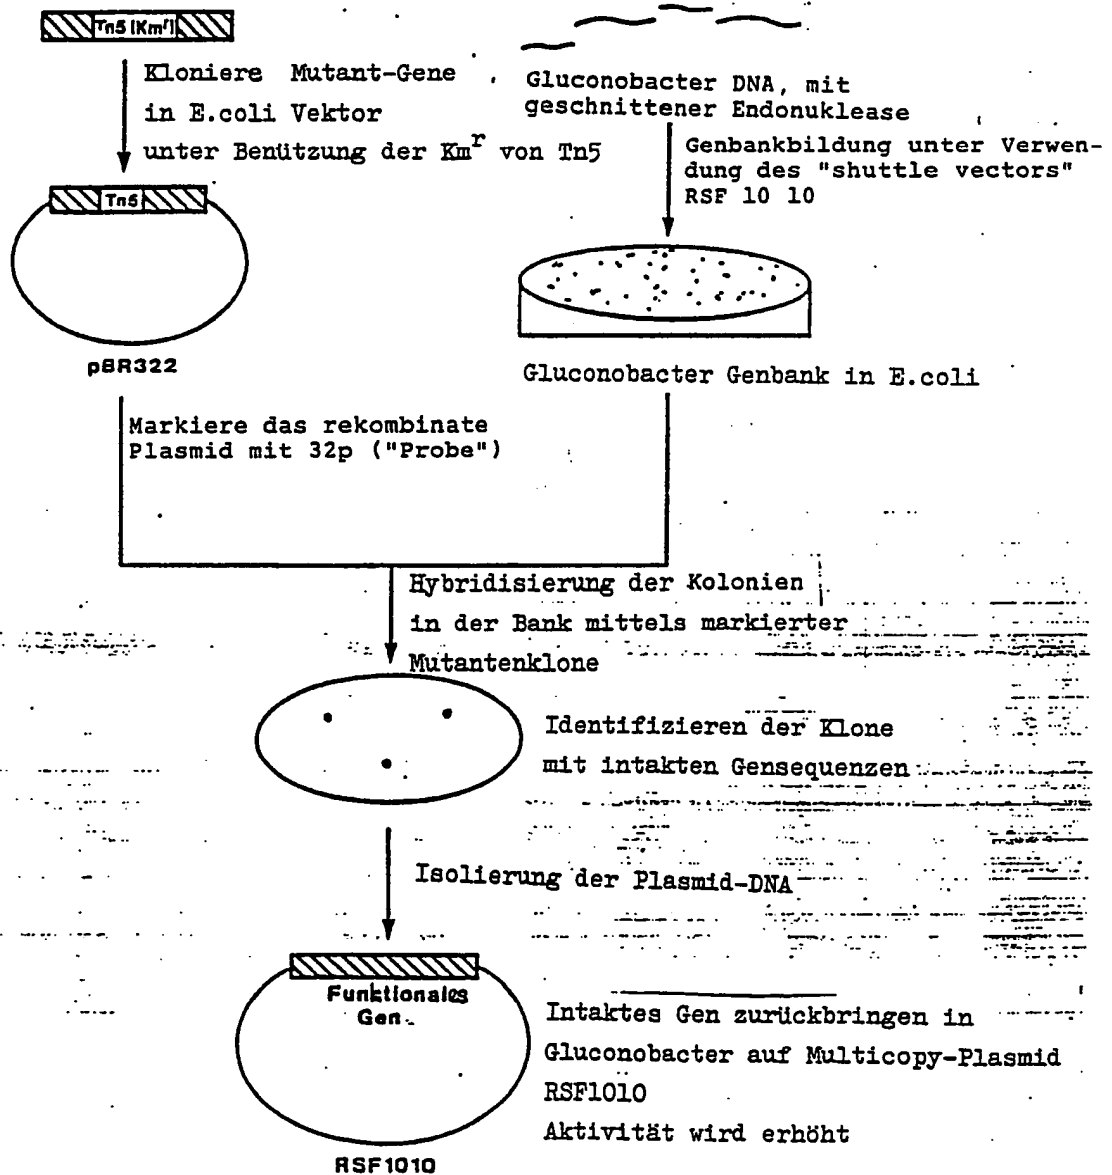 Tn5 [Kmr]
Kloniere Mutant-Gene
in E.coli Vektor
unter Benützung der Kmr von Tn5
Tn5
pBR322
Gluconobacter DNA, mit
geschnittener Endonuklease
Genbankbildung unter Verwen-
dung des "shuttle vectors"
RSF 10 10
Gluconobacter Genbank in E.coli
Markiere das rekombinate
Plasmid mit 32p ("Probe")
Hybridisierung der Kolonien
in der Bank mittels markierter
Mutantenklone
Identifizieren der Klone
mit intakten Gensequenzen
Isolierung der Plasmid-DNA
Funktionales
Gen
Intaktes Gen zurückbringen in
Gluconobacter auf Multicopy-Plasmid
RSF1010
Aktivität wird erhöht
RSF1010